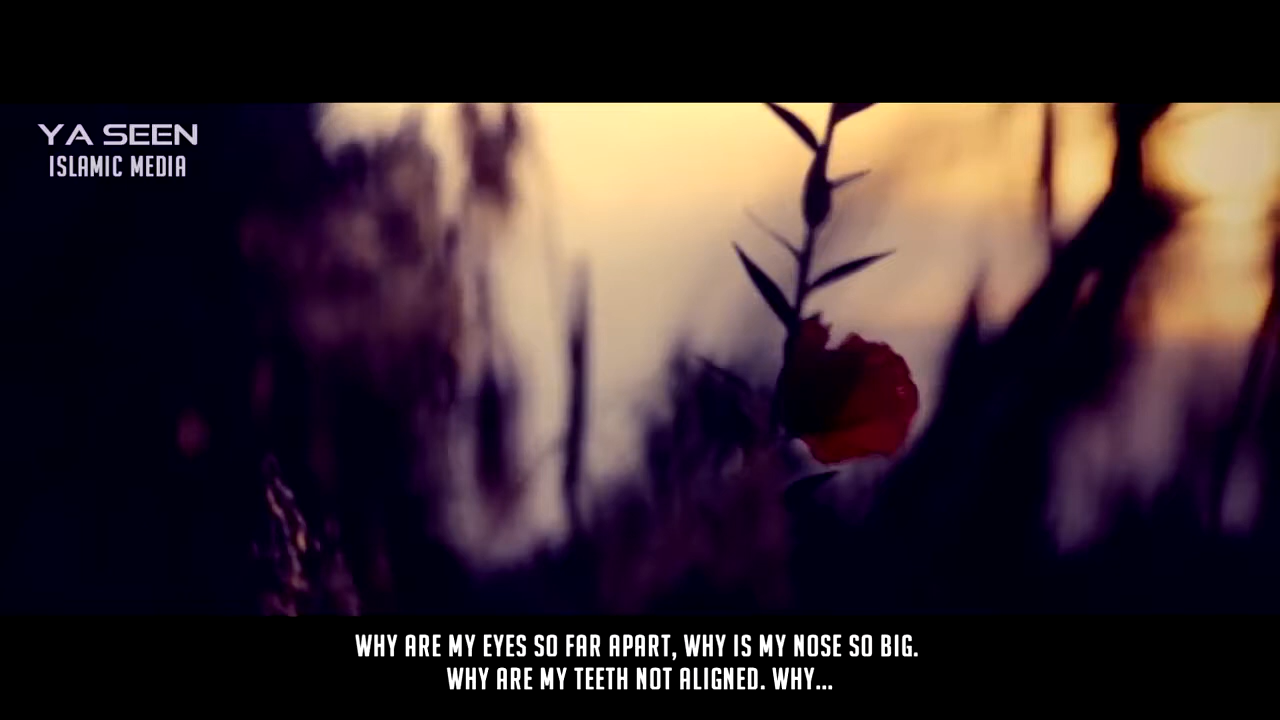 YA SEEN
ISLAMIC MEDIA
WHY ARE MY EYES SO FAR APART, WHY IS MY NOSE SO BIG.
WHY ARE MY TEETH NOT ALIGNED. WHY...